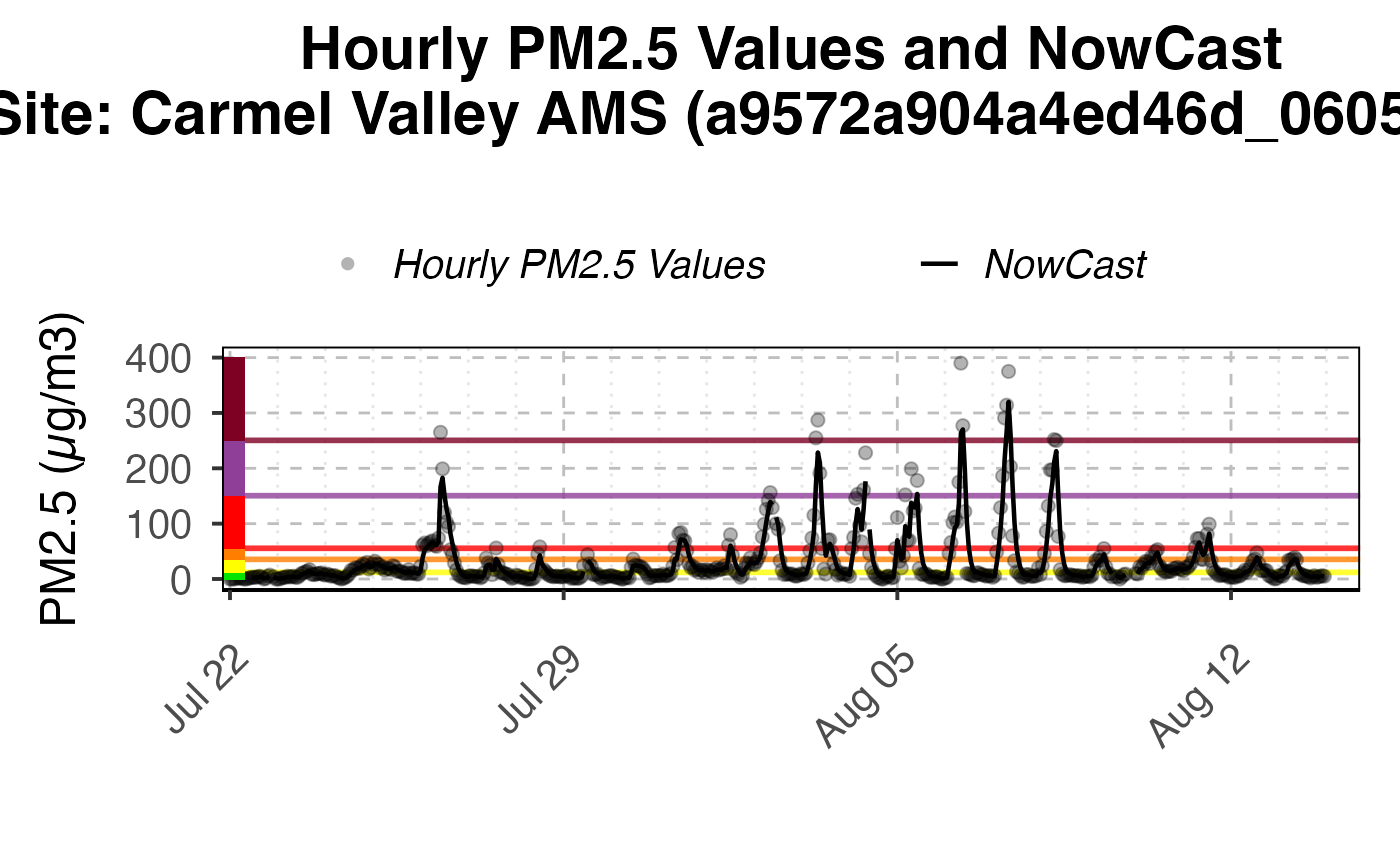 Hourly PM2.5 Values and NowCast
Site: Carmel Valley AMS (a9572a904a4ed46d_0605
Hourly PM2.5 Values
NowCast
PM2.5 (µg/m3)
400
300
200
100
0
Jul 22
Jul 29
Aug 05
Aug 12